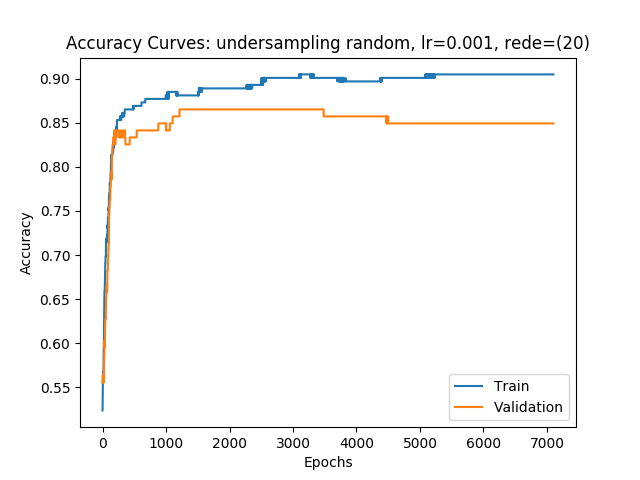 Accuracy Curves: undersampling random, lr=0.001, rede=(20)
0.90
0.85
0.80
0.75
0.70
0.65
0.60
0.55
Accuracy
0 1000 2000 3000 4000 5000 6000 7000
Epochs
Train
Validation